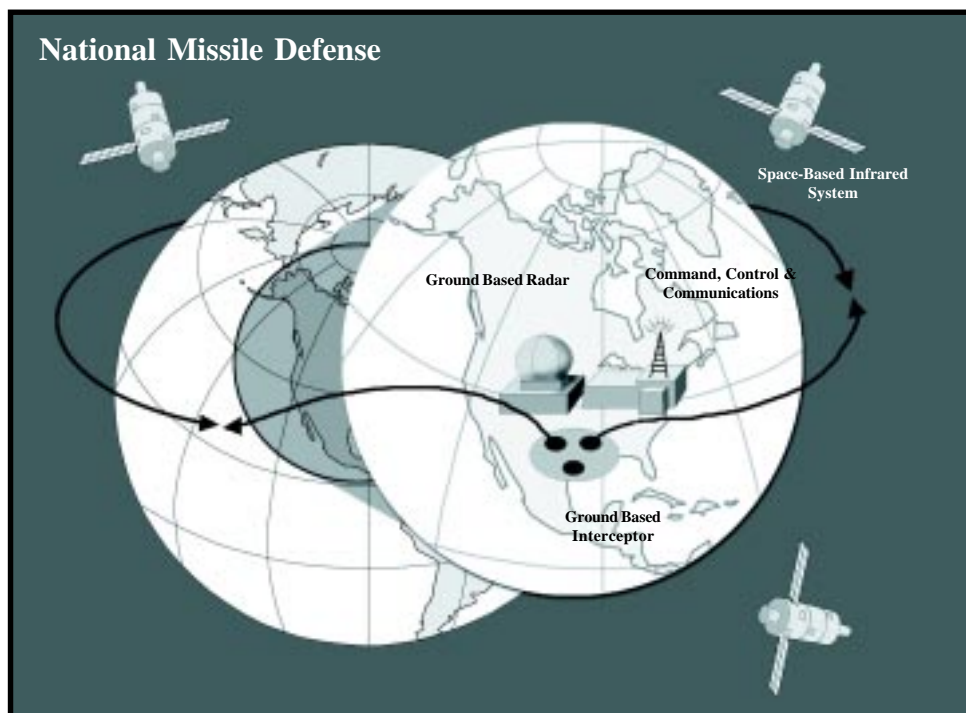 National Missile Defense
Space-Based Infrared
System
Ground Based Radar
Command, Control &
Communications
Ground Based
Interceptor